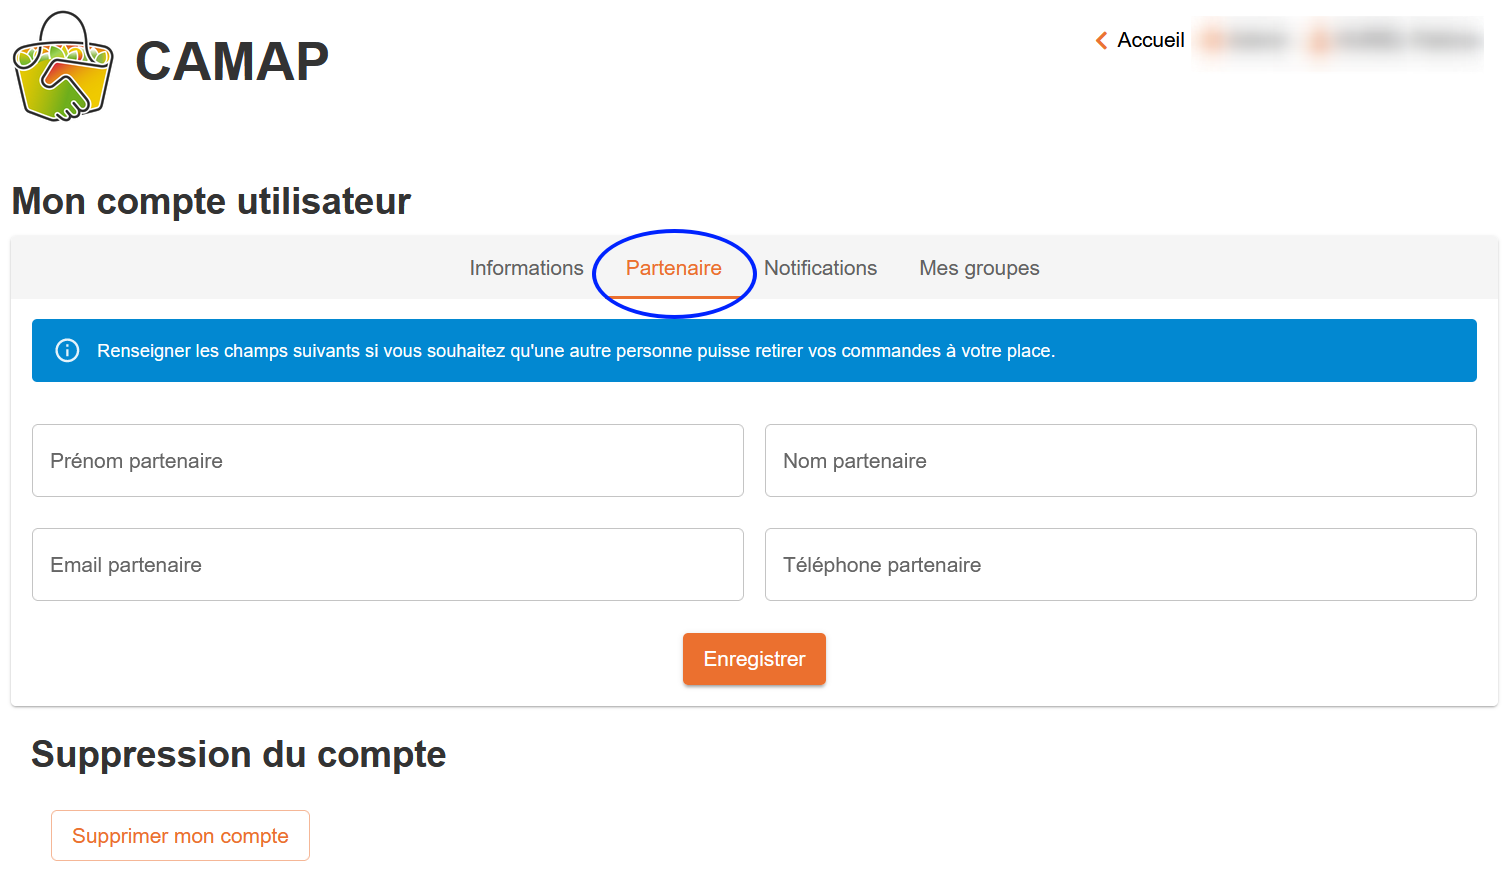 CAMAP
Accueil
Mon compte utilisateur
Informations
Partenaire
Notifications
Mes groupes
Renseigner les champs suivants si vous souhaitez qu'une autre personne puisse retirer vos commandes à votre place.
Prénom partenaire
Nom partenaire
Email partenaire
Téléphone partenaire
Enregistrer
Suppression du compte
Supprimer mon compte